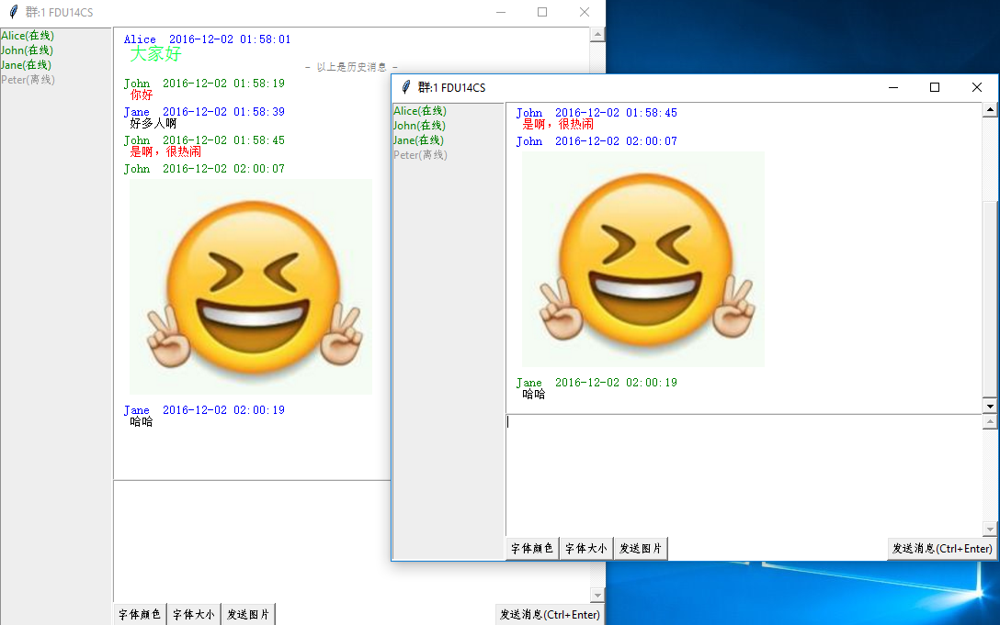 群:1 FDU14CS
Alice(在线)
John(在线)
Jane(在线)
Peter(离线)
Alice 2016-12-02 01:58:01
大家好
- 以上是历史消息 -
John 2016-12-02 01:58:19
你好
Jane 2016-12-02 01:58:39
好多人啊
John 2016-12-02 01:58:45
是啊，很热闹
John 2016-12-02 02:00:07
Jane 2016-12-02 02:00:19
哈哈
字体颜色 字体大小 发送图片 发送消息(Ctrl+Enter)
群:1 FDU14CS
Alice(在线)
John(在线)
Jane(在线)
Peter(离线)
John 2016-12-02 01:58:45
是啊，很热闹
John 2016-12-02 02:00:07
Jane 2016-12-02 02:00:19
哈哈
字体颜色 字体大小 发送图片 发送消息(Ctrl+Enter)